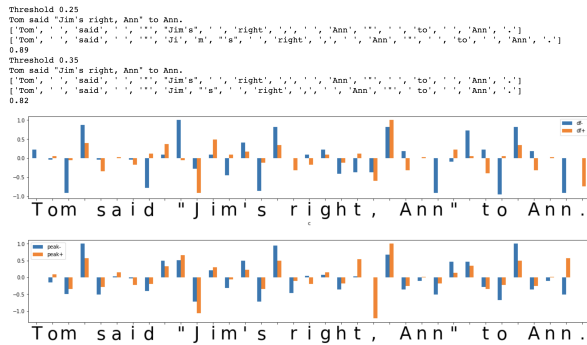 Threshold 0.25
Tom said "Jim's right, Ann" to Ann.
['Tom', ' ', 'said', ' ', '"', "Jim's", ' ', 'right', ',', ' ', 'Ann', '"', ' ', 'to', ' ', 'Ann', '.']
['Tom', ' ', 'said', ' ', '"', 'Ji', 'm', "'s", ' ', 'right', ',', ' ', 'Ann', '"', ' ', 'to', ' ', 'Ann', '.']
0.89
Threshold 0.35
Tom said "Jim's right, Ann" to Ann.
['Tom', ' ', 'said', ' ', '"', "Jim's", ' ', 'right', ',', ' ', 'Ann', '"', ' ', 'to', ' ', 'Ann', '.']
['Tom', ' ', 'said', ' ', '"', 'Jim', "'s", ' ', 'right', ',', ' ', 'Ann', '"', ' ', 'to', ' ', 'Ann', '.']
0.82
1.0
0.5
0.0
−0.5
−1.0
df-
df+
Tom said "Jim's right, Ann" to Ann.
c
1.0
0.5
0.0
−0.5
−1.0
peak-
peak+
Tom said "Jim's right, Ann" to Ann.